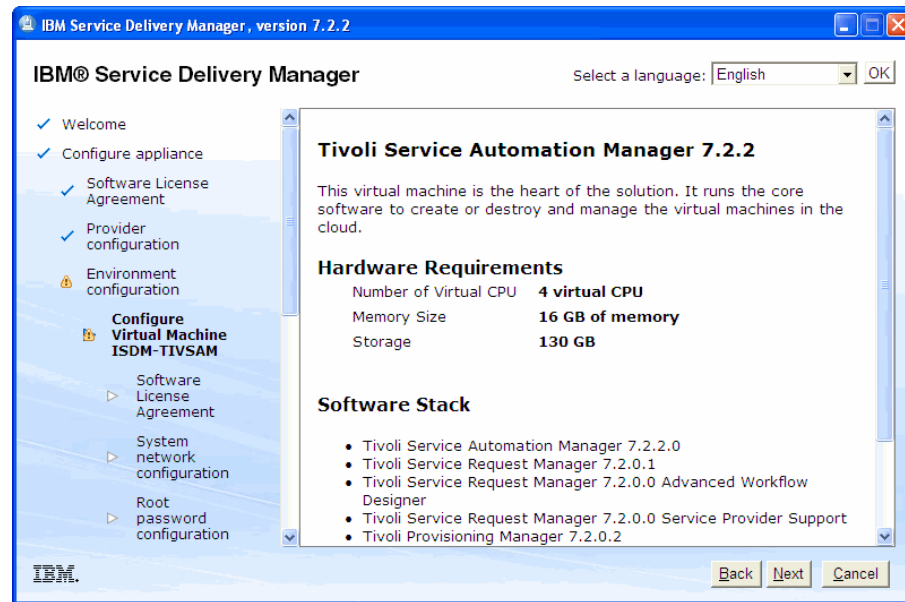 IBM Service Delivery Manager, version 7.2.2
IBM® Service Delivery Manager
Select a language: English OK
Welcome
Configure appliance
Software License
Agreement
Provider
configuration
Environment
configuration
Configure
Virtual Machine
ISDM-TIVSAM
Software
License
Agreement
System
network
configuration
Root
password
configuration
Tivoli Service Automation Manager 7.2.2
This virtual machine is the heart of the solution. It runs the core
software to create or destroy and manage the virtual machines in the
cloud.
Hardware Requirements
Number of Virtual CPU 4 virtual CPU
Memory Size 16 GB of memory
Storage 130 GB
Software Stack
• Tivoli Service Automation Manager 7.2.2.0
• Tivoli Service Request Manager 7.2.0.1
• Tivoli Service Request Manager 7.2.0.0 Advanced Workflow
Designer
• Tivoli Service Request Manager 7.2.0.0 Service Provider Support
• Tivoli Provisioning Manager 7.2.0.2
IBM.
Back Next Cancel